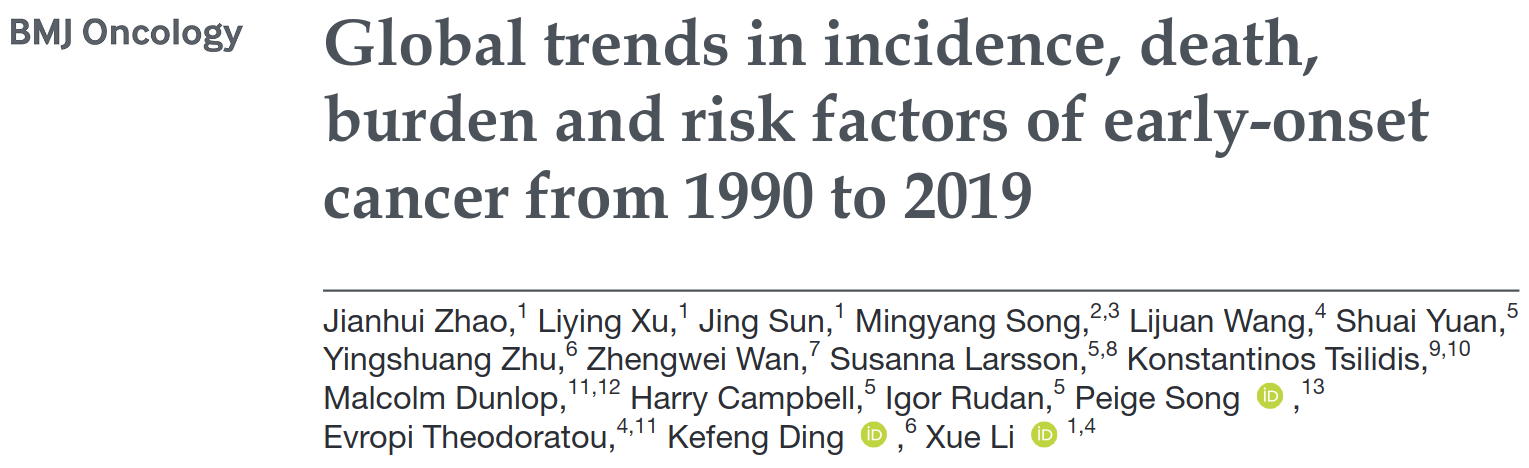 BMJ Oncology
Global trends in incidence, death,
burden and risk factors of early-onset
cancer from 1990 to 2019
Jianhui Zhao,1 Liying Xu,1 Jing Sun,1 Mingyang Song,2,3 Lijuan Wang,4 Shuai Yuan,5
Yingshuang Zhu,6 Zhengwei Wan,7 Susanna Larsson,5,8 Konstantinos Tsilidis,9,10
Malcolm Dunlop,11,12 Harry Campbell,5 Igor Rudan,5 Peige Song iD ,13
Evropi Theodoratou,4,11 Kefeng Ding iD ,6 Xue Li iD 1,4